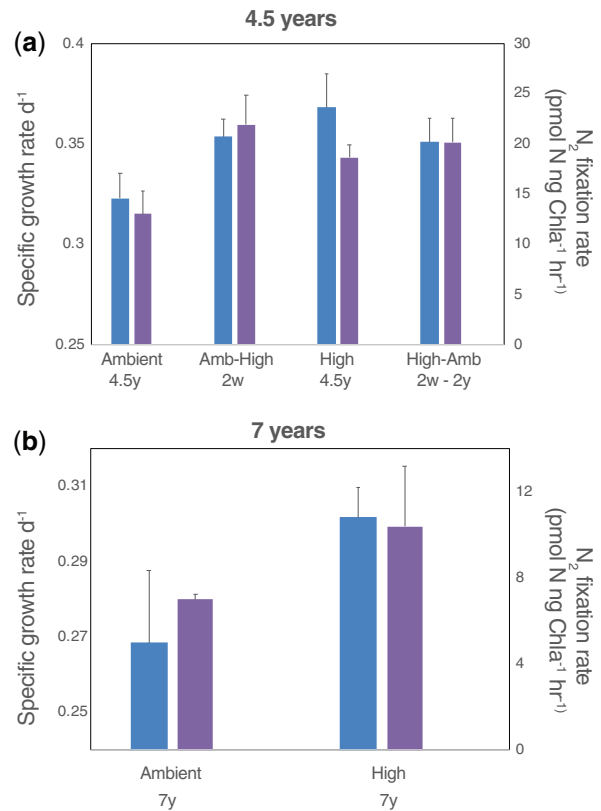 4.5 years
(a)
0.4
0.35
0.3
0.25
Specific growth rate d⁻¹
30
25
20
15
10
5
0
N₂ fixation rate
(pmol N ng Chla⁻¹ hr⁻¹)
Ambient Amb-High High High-Amb
4.5y 2w 4.5y 2w - 2y
(b)
7 years
0.31
0.29
0.27
0.25
Specific growth rate d⁻¹
12
8
4
0
N₂ fixation rate
(pmol N ng Chla⁻¹ hr⁻¹)
Ambient High
7y 7y